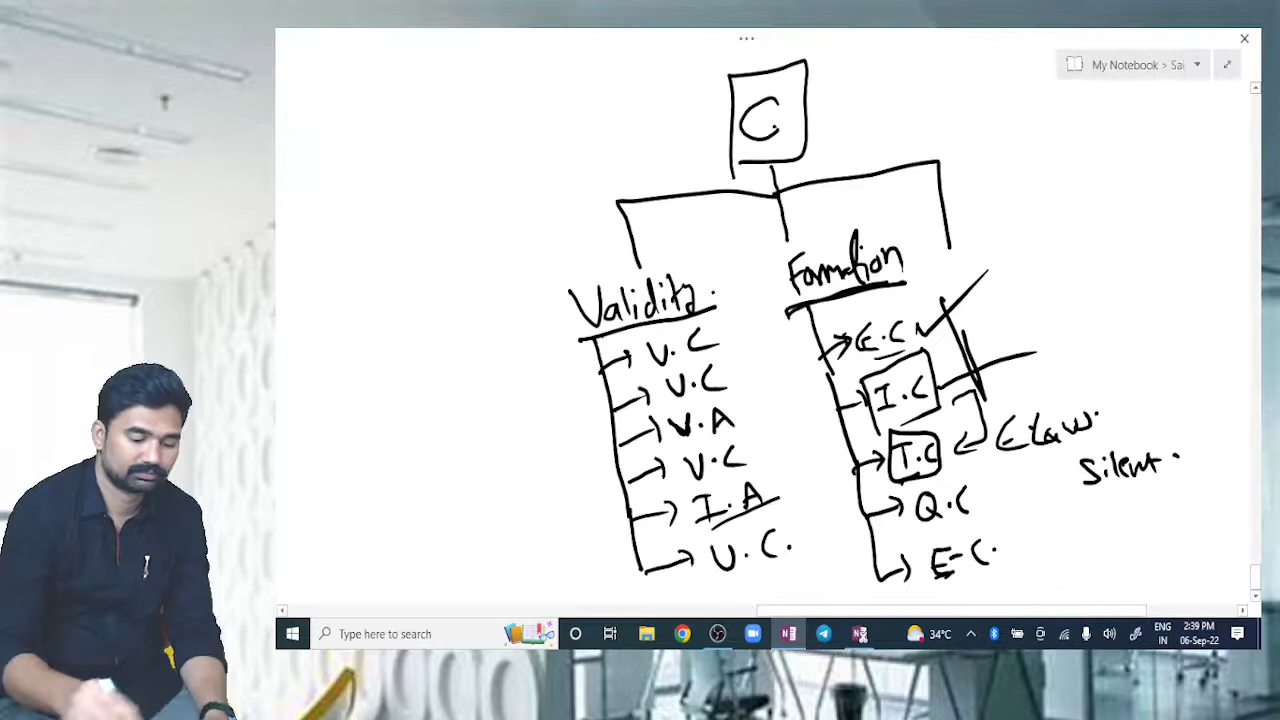 My Notebook > Sai
C
Validity.
V.C
V.C
V.A
V.C
I.A
U.C.
Formation
E.C
I.C
T.C
Q.C
E-C.
E law.
Silent.
Type here to search
34°C
ENG
IN
2:39 PM
06-Sep-22